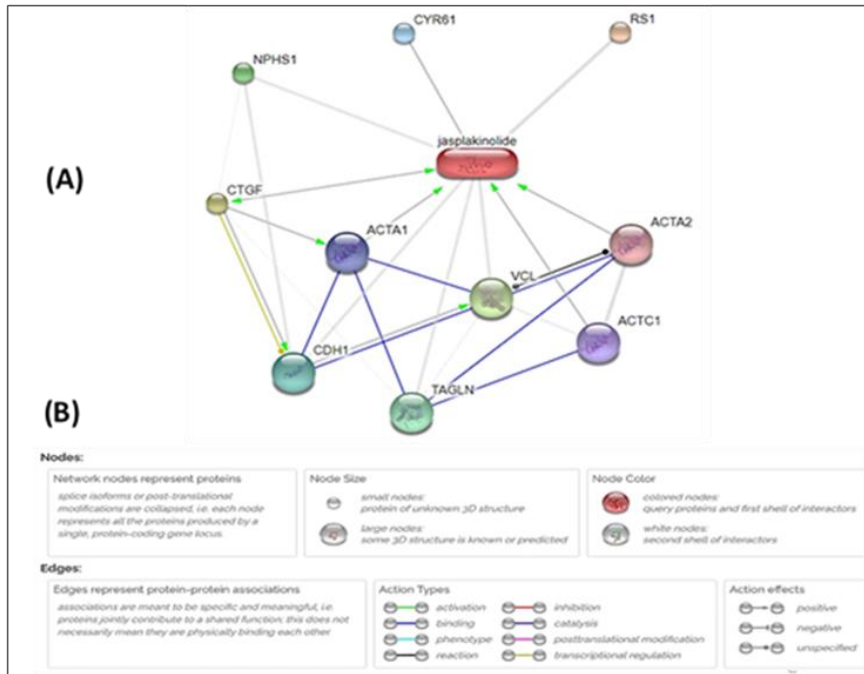 CYR61
RS1
NPHS1
jasplakinolide
(A)
CTGF
ACTA1
ACTA2
VCL
ACTC1
CDH1
TAGLN
(B)
Nodes:
Network nodes represent proteins
splice isoforms or post-translational
modifications are collapsed, i.e. each node
represents all the proteins produced by a
single, protein-coding gene locus.
Node Size
small nodes:
protein of unknown 3D structure
large nodes:
some 3D structure is known or predicted
Node Color
colored nodes:
query proteins and first shell of interactors
white nodes:
second shell of interactors
Edges:
Edges represent protein-protein associations
associations are meant to be specific and meaningful, i.e.
proteins jointly contribute to a shared function; this does not
necessarily mean they are physically binding each other
Action Types
activation
inhibition
binding
catalysis
phenotype
posttranslational modification
reaction
transcriptional regulation
Action effects
positive
negative
unspecified